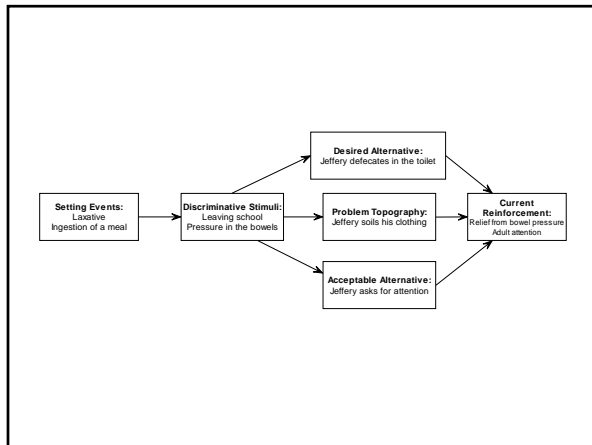 Setting Events:
Laxative
Ingestion of a meal
Discriminative Stimuli:
Leaving school
Pressure in the bowels
Desired Alternative:
Jeffery defecates in the toilet
Problem Topography:
Jeffery soils his clothing
Acceptable Alternative:
Jeffery asks for attention
Current
Reinforcement:
Relief from bowel pressure
Adult attention